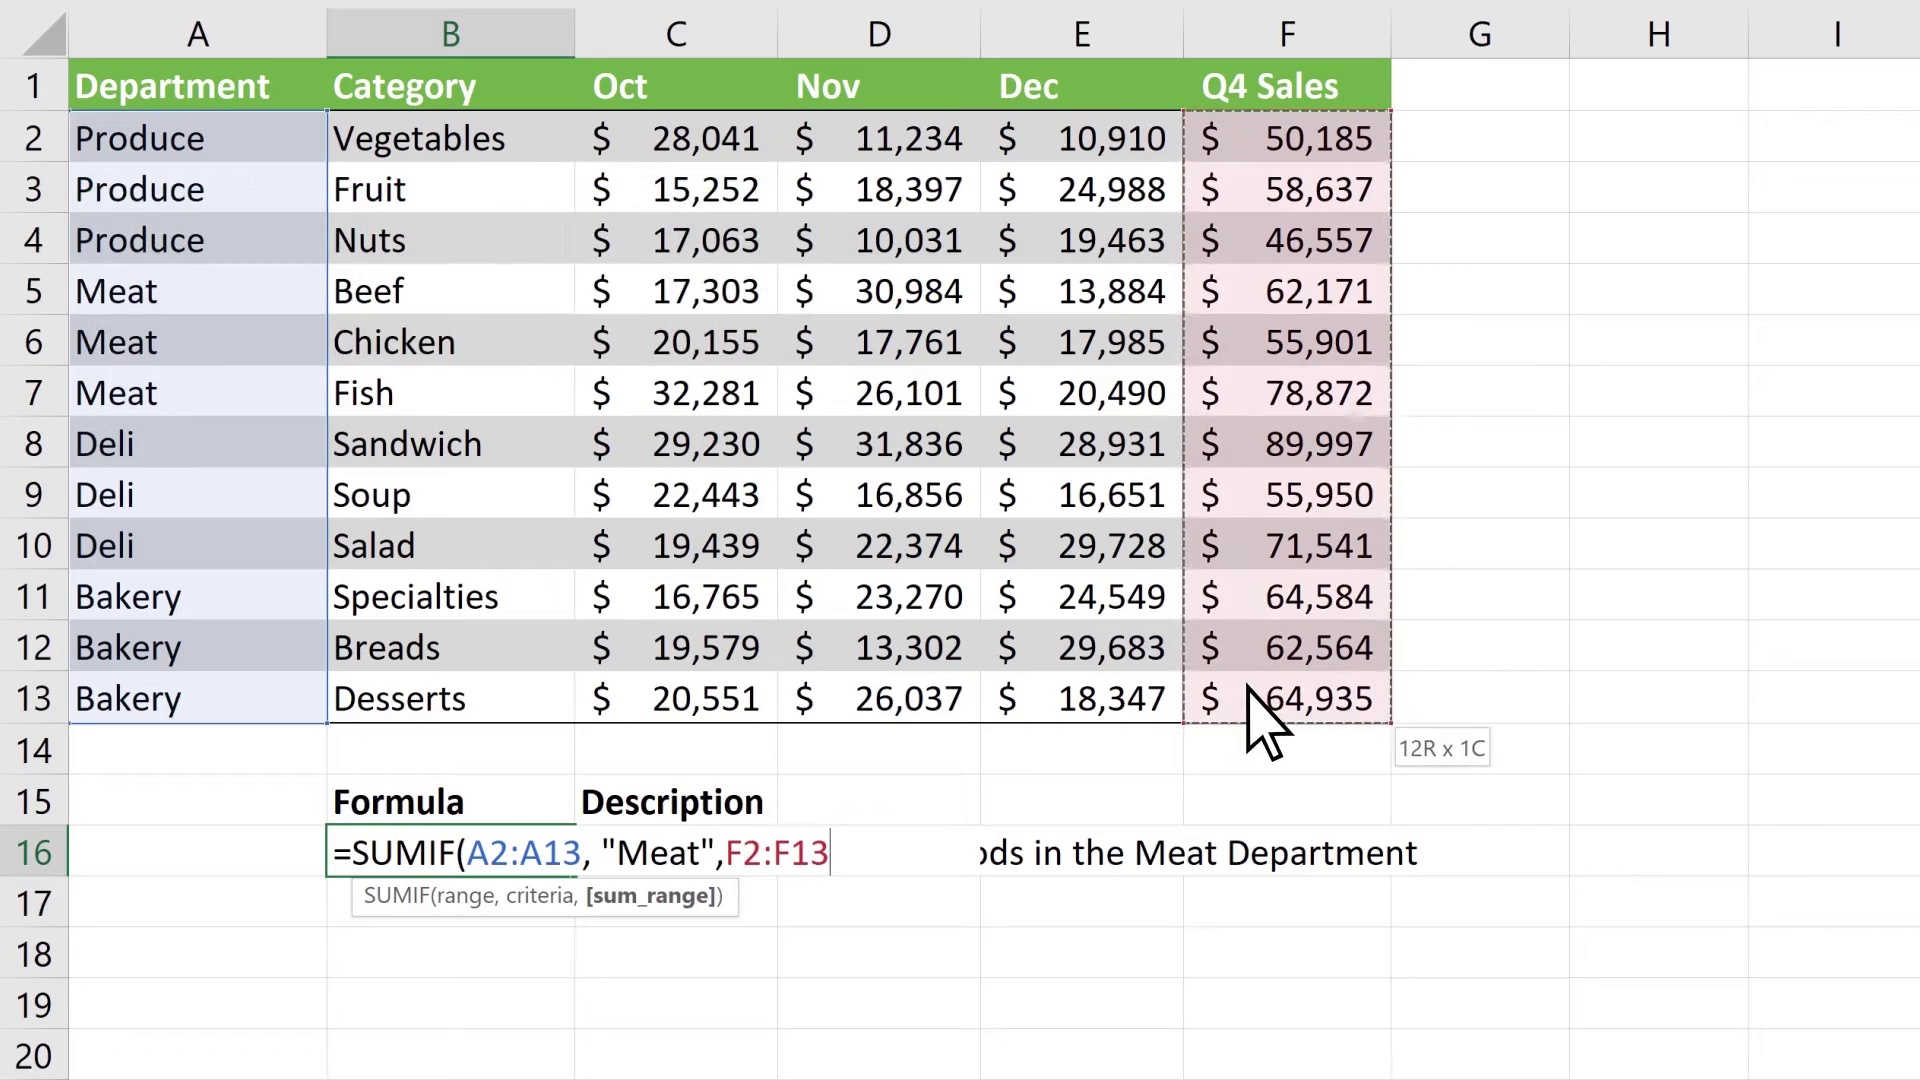 A B C D E F G H I
1 Department Category Oct Nov Dec Q4 Sales
2 Produce Vegetables $ 28,041 $ 11,234 $ 10,910 $ 50,185
3 Produce Fruit $ 15,252 $ 18,397 $ 24,988 $ 58,637
4 Produce Nuts $ 17,063 $ 10,031 $ 19,463 $ 46,557
5 Meat Beef $ 17,303 $ 30,984 $ 13,884 $ 62,171
6 Meat Chicken $ 20,155 $ 17,761 $ 17,985 $ 55,901
7 Meat Fish $ 32,281 $ 26,101 $ 20,490 $ 78,872
8 Deli Sandwich $ 29,230 $ 31,836 $ 28,931 $ 89,997
9 Deli Soup $ 22,443 $ 16,856 $ 16,651 $ 55,950
10 Deli Salad $ 19,439 $ 22,374 $ 29,728 $ 71,541
11 Bakery Specialties $ 16,765 $ 23,270 $ 24,549 $ 64,584
12 Bakery Breads $ 19,579 $ 13,302 $ 29,683 $ 62,564
13 Bakery Desserts $ 20,551 $ 26,037 $ 18,347 $ 64,935
14 12R x 1C
15 Formula Description
16 =SUMIF(A2:A13, "Meat",F2:F13 in the Meat Department
17 SUMIF(range, criteria, [sum_range])
18
19
20